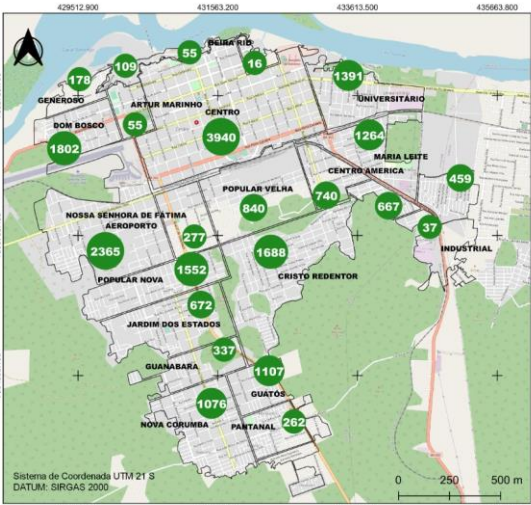 429512.900 431563.200 433613.500 435663.800
BEIRA RIO
55
109
16
178
1391
GENEROSO
ARTUR MARINHO
UNIVERSITÁRIO
CENTRO
DOM BOSCO
55
3940
1264
1802
MARIA LEITE
CENTRO AMERICA
459
POPULAR VELHA
740
840
667
NOSSA SENHORA DE FÁTIMA
AEROPORTO
37
277
2365
1688
INDUSTRIAL
1552
CRISTO REDENTOR
POPULAR NOVA
672
JARDIM DOS ESTADOS
337
GUANABARA
1107
GUATÓS
1076
NOVA CORUMBA
PANTANAL
262
Sistema de Coordenada UTM 21 S
DATUM: SIRGAS 2000
0 250 500 m